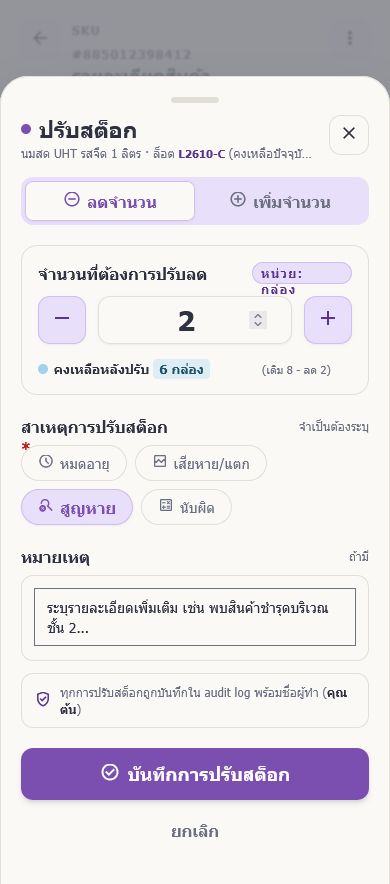 SKU
#885012398412
ปรับสต็อก
นมสด UHT รสจืด 1 ลิตร · ล็อต L2610-C (คงเหลือปัจจุบั...
ลดจำนวน
เพิ่มจำนวน
จำนวนที่ต้องการปรับลด
หน่วย:
กล่อง
2
คงเหลือหลังปรับ 6 กล่อง
(เดิม 8 - ลด 2)
สาเหตุการปรับสต็อก
*
จำเป็นต้องระบุ
หมดอายุ
เสียหาย/แตก
สูญหาย
นับผิด
หมายเหตุ
ถ้ามี
ระบุรายละเอียดเพิ่มเติม เช่น พบสินค้าชำรุดบริเวณ
ชั้น 2...
ทุกการปรับสต็อกถูกบันทึกใน audit log พร้อมชื่อผู้ทำ (คุณ
ต้น)
บันทึกการปรับสต็อก
ยกเลิก